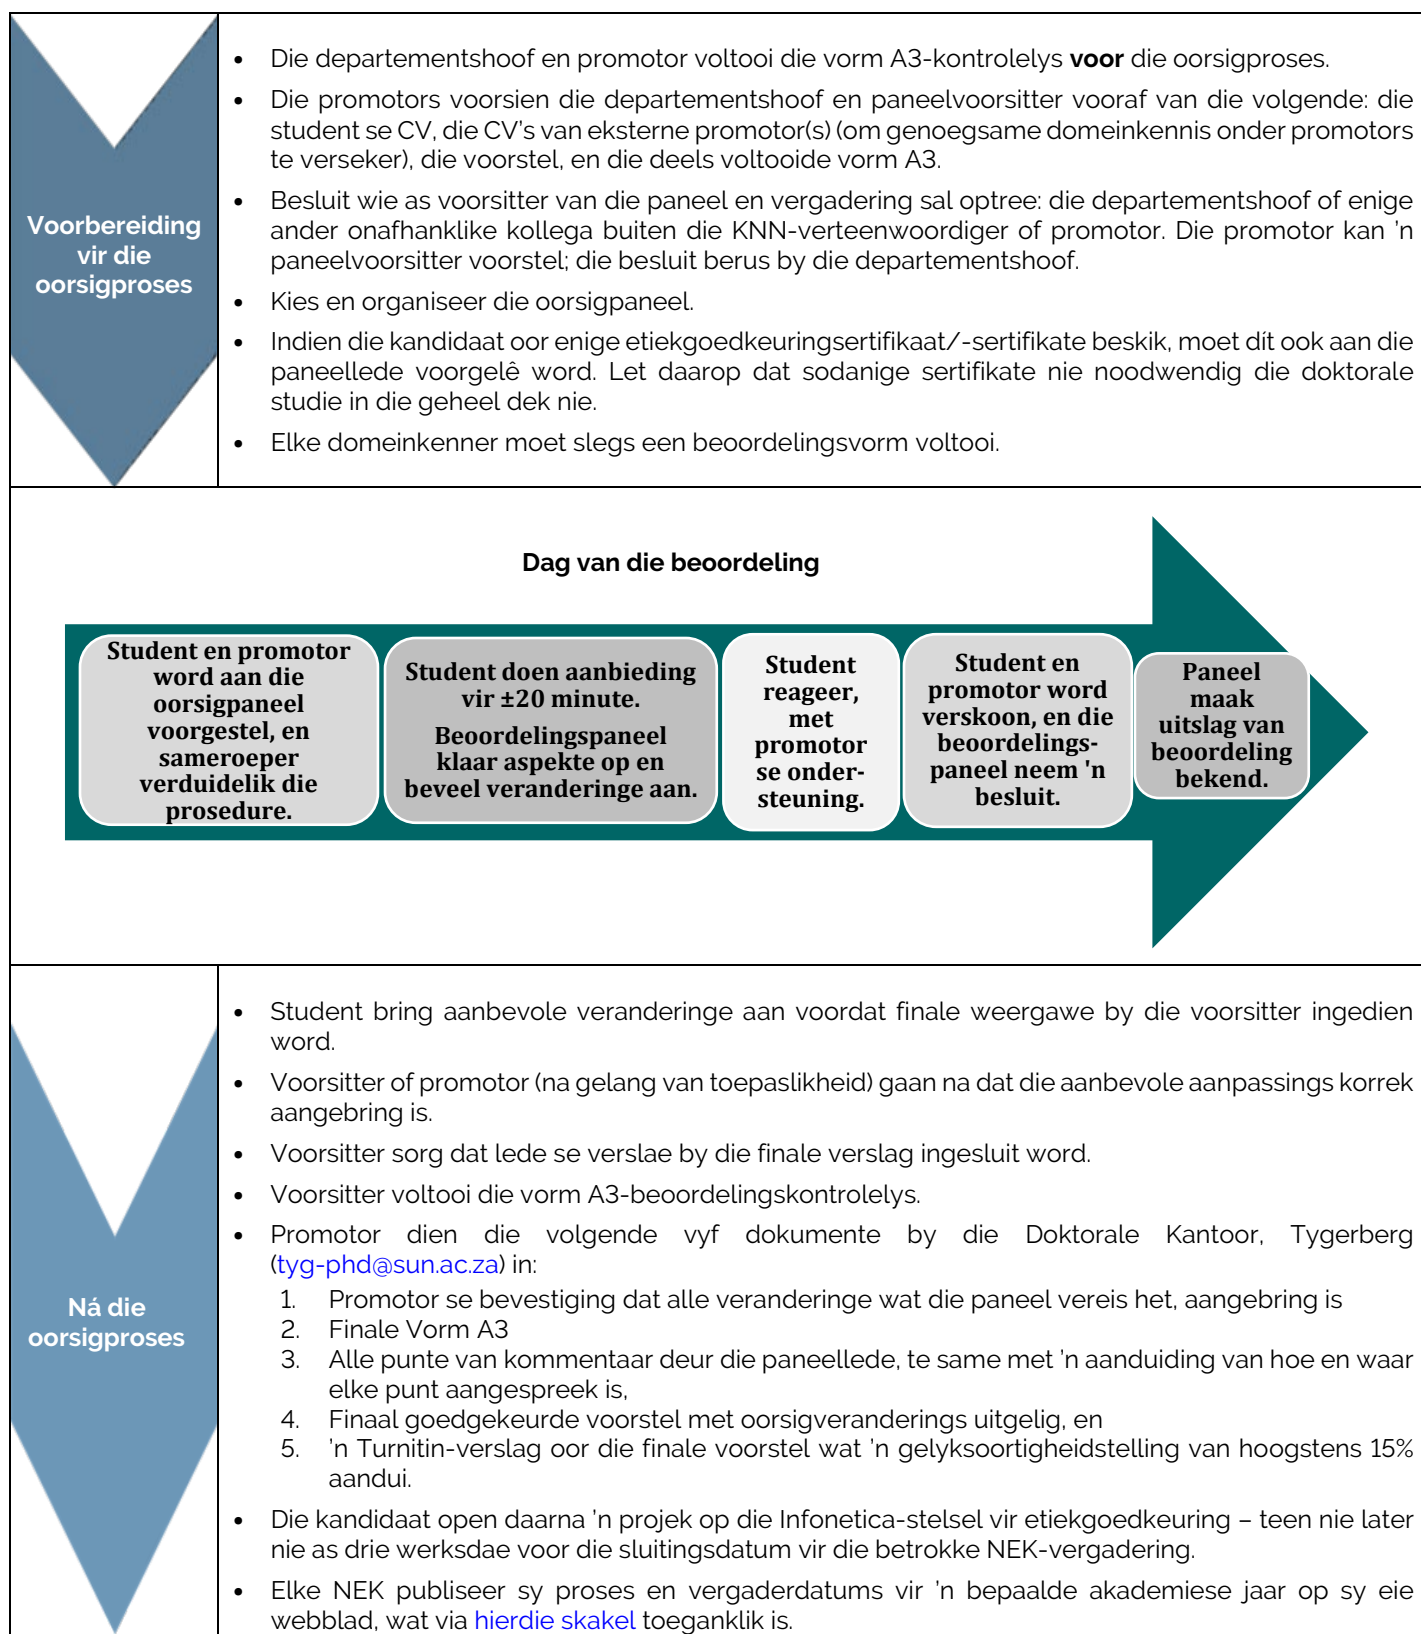 Voorbereiding
vir die
oorsigproses
• Die departementshoof en promotor voltooi die vorm A3-kontrolelys voor die oorsigproses.
• Die promotors voorsien die departementshoof en paneelvoorsitter vooraf van die volgende: die
student se CV, die CV’s van eksterne promotor(s) (om genoegsame domeinkennis onder promotors
te verseker), die voorstel, en die deels voltooide vorm A3.
• Besluit wie as voorsitter van die paneel en vergadering sal optree: die departementshoof of enige
ander onafhanklike kollega buiten die KNN-verteenwoordiger of promotor. Die promotor kan ’n
paneelvoorsitter voorstel; die besluit berus by die departementshoof.
• Kies en organiseer die oorsigpaneel.
• Indien die kandidaat oor enige etiekgoedkeuringsertifikaat/-sertifikate beskik, moet dít ook aan die
paneellede voorgelê word. Let daarop dat sodanige sertifikate nie noodwendig die doktorale
studie in die geheel dek nie.
• Elke domeinkenner moet slegs een beoordelingsvorm voltooi.
Dag van die beoordeling
Student en promotor
word aan die
oorsigpaneel
voorgestel, en
sameroeper
verduidelik die
prosedure.
Student doen aanbieding
vir ±20 minute.
Beoordelingspaneel
klaar aspekte op en
beveel veranderinge aan.
Student
reageer,
met
promotor
se onder-
steuning.
Student en
promotor word
verskoon, en die
beoordelings-
paneel neem 'n
besluit.
Paneel
maak
uitslag van
beoordeling
bekend.
Ná die
oorsigproses
• Student bring aanbevole veranderinge aan voordat finale weergawe by die voorsitter ingedien
word.
• Voorsitter of promotor (na gelang van toepaslikheid) gaan na dat die aanbevole aanpassings korrek
aangebring is.
• Voorsitter sorg dat lede se verslae by die finale verslag ingesluit word.
• Voorsitter voltooi die vorm A3-beoordelingskontrolelys.
• Promotor dien die volgende vyf dokumente by die Doktorale Kantoor, Tygerberg
(tyg-phd@sun.ac.za) in:
1. Promotor se bevestiging dat alle veranderinge wat die paneel vereis het, aangebring is
2. Finale Vorm A3
3. Alle punte van kommentaar deur die paneellede, te same met ’n aanduiding van hoe en waar
elke punt aangespreek is,
4. Finaal goedgekeurde voorstel met oorsigveranderings uitgelig, en
5. ’n Turnitin-verslag oor die finale voorstel wat ’n gelyksoortigheidstelling van hoogstens 15%
aandui.
• Die kandidaat open daarna ’n projek op die Infonetica-stelsel vir etiekgoedkeuring – teen nie later
nie as drie werksdae voor die sluitingsdatum vir die betrokke NEK-vergadering.
• Elke NEK publiseer sy proses en vergaderdatums vir ’n bepaalde akademiese jaar op sy eie
webblad, wat via hierdie skakel toeganklik is.